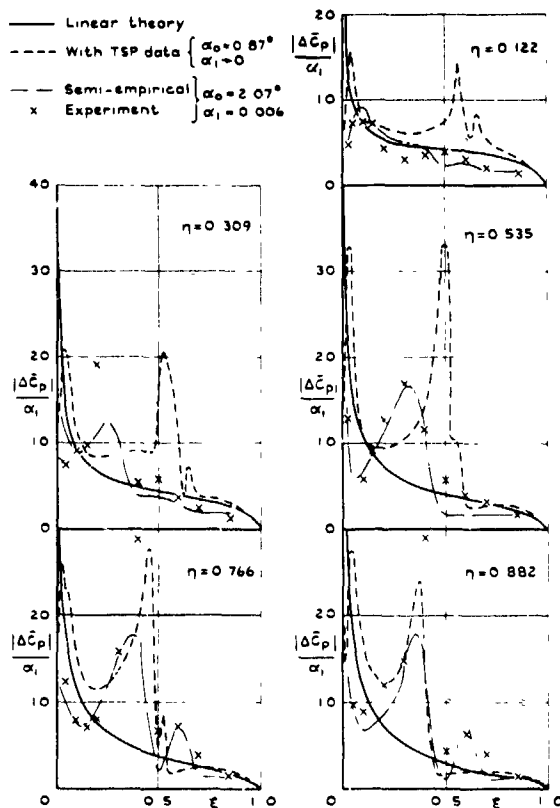 Linear theory
With TSP data { α₀ = 0.87°
α₁ → 0
Semi-empirical } α₀ = 2.07°
× Experiment α₁ = 0.006
|ΔC̄p|
α₁
20
10
0
η = 0.122
40
30
20
10
0
|ΔC̄p|
α₁
η = 0.309
30
20
10
0
|ΔC̄p|
α₁
η = 0.535
20
10
0
|ΔC̄p|
α₁
η = 0.766
0 0.5 ξ 1.0
20
10
0
|ΔC̄p|
α₁
η = 0.882
0 0.5 ξ 1.0